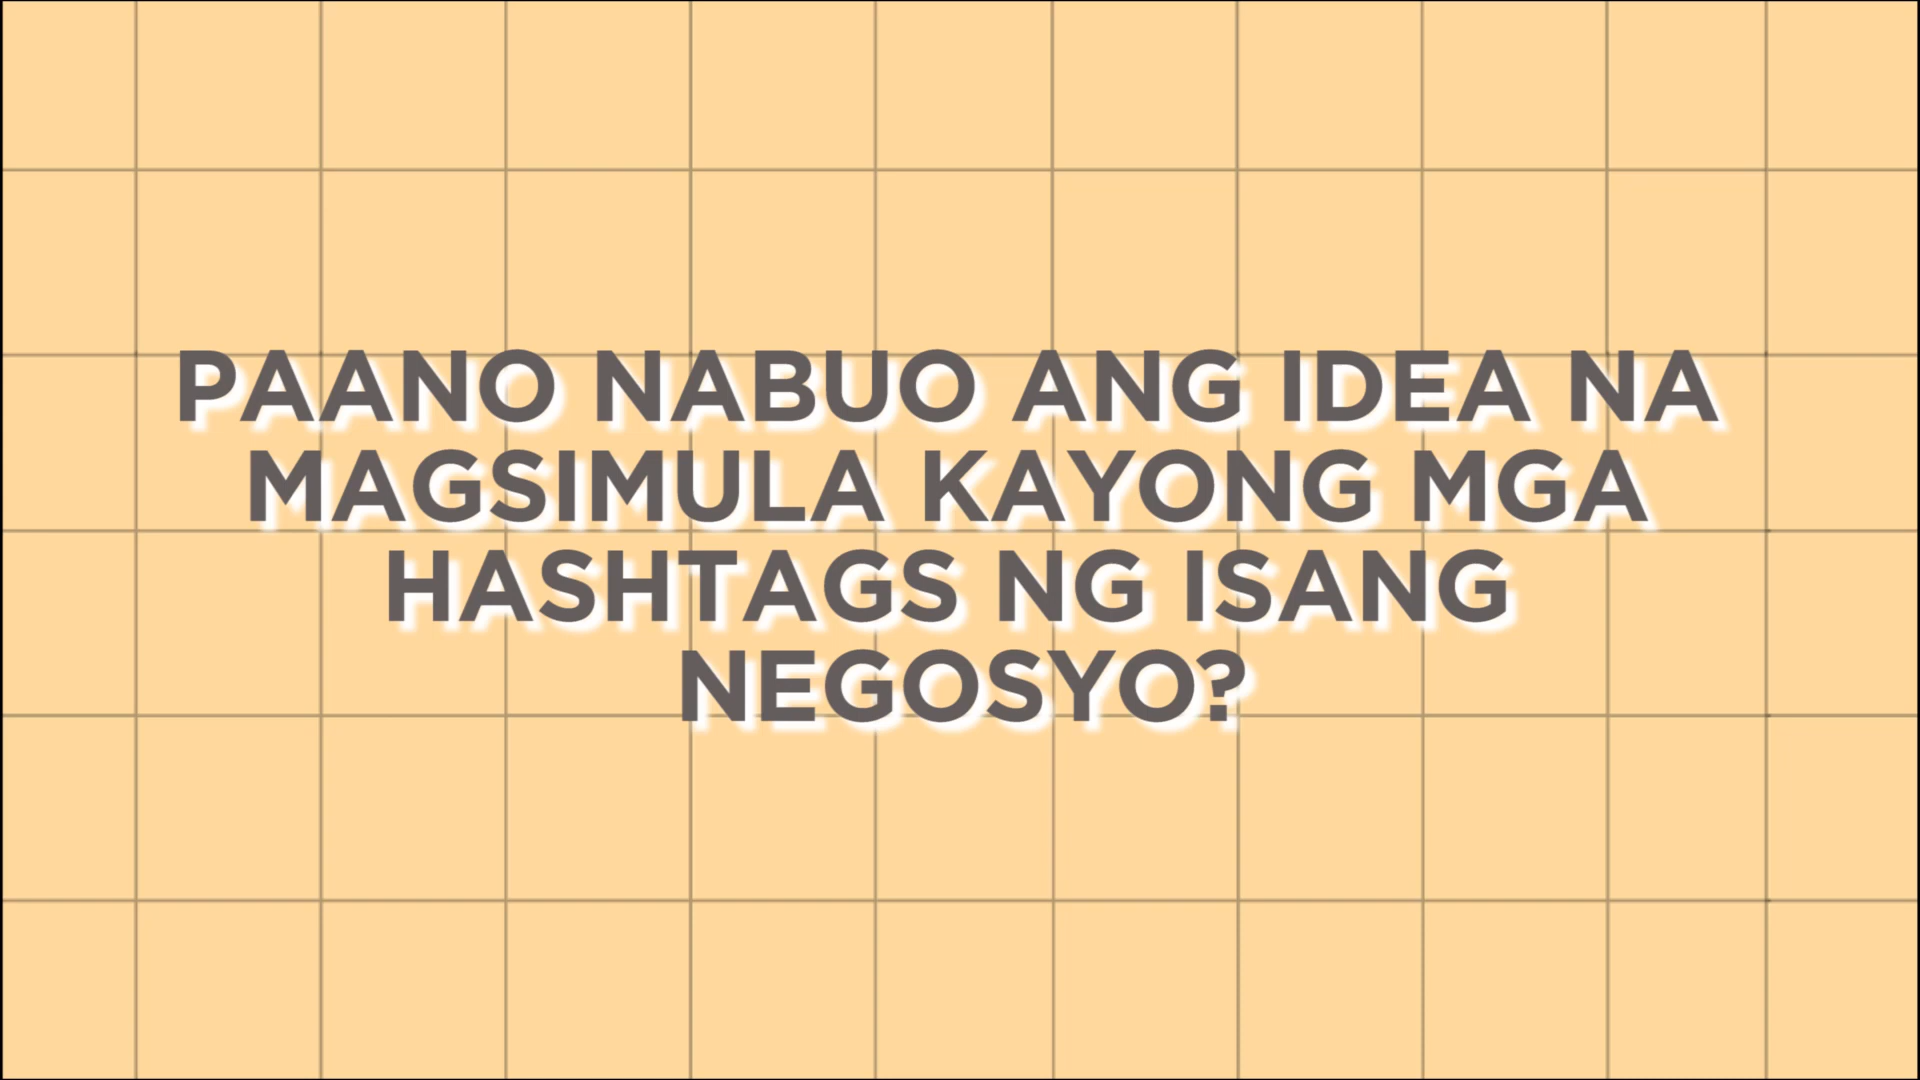 PAANO NABUO ANG IDEA NA
MAGSIMULA KAYONG MGA
HASHTAGS NG ISANG
NEGOSYO?